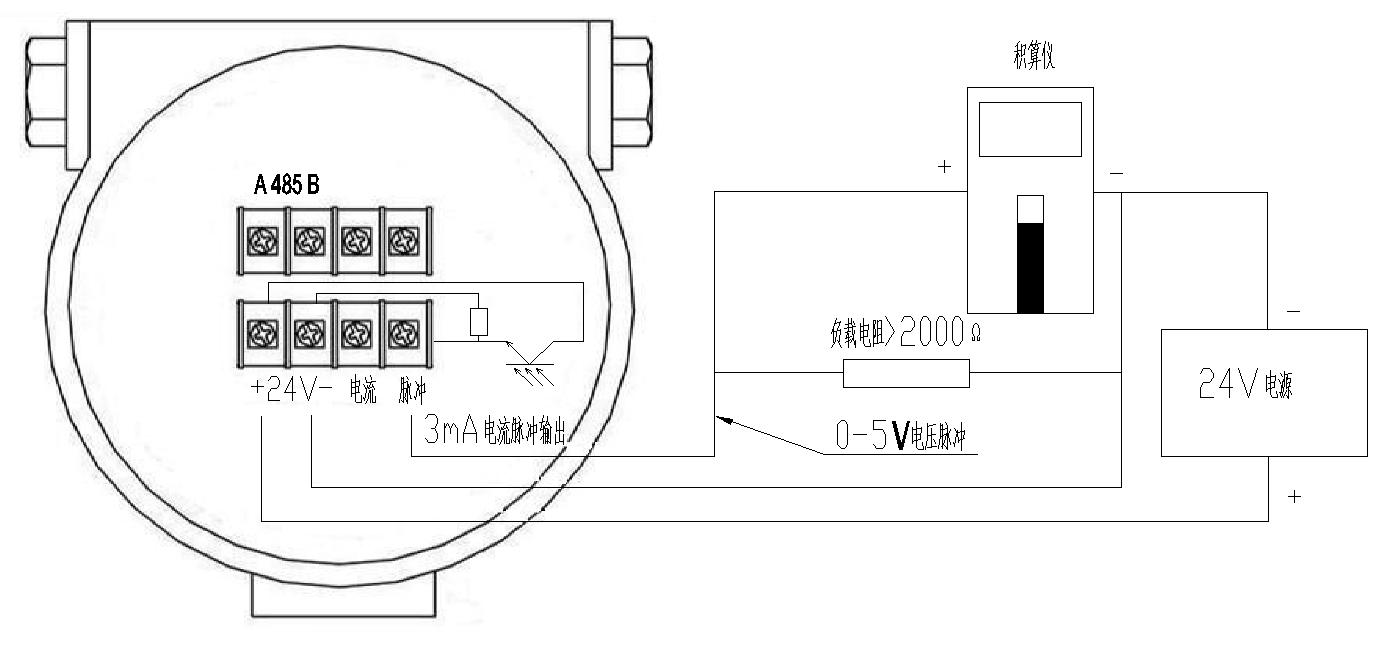 积算仪
+
−
A 485 B
负载电阻>2000Ω
−
+24V− 电流 脉冲
24V电源
3mA电流脉冲输出
0-5V电压脉冲
+